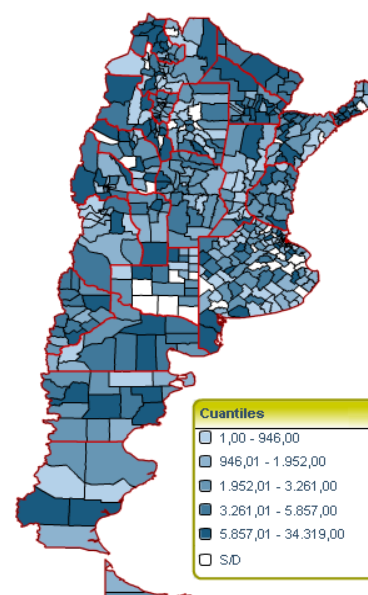 Cuantiles
1,00 - 946,00
946,01 - 1.952,00
1.952,01 - 3.261,00
3.261,01 - 5.857,00
5.857,01 - 34.319,00
S/D